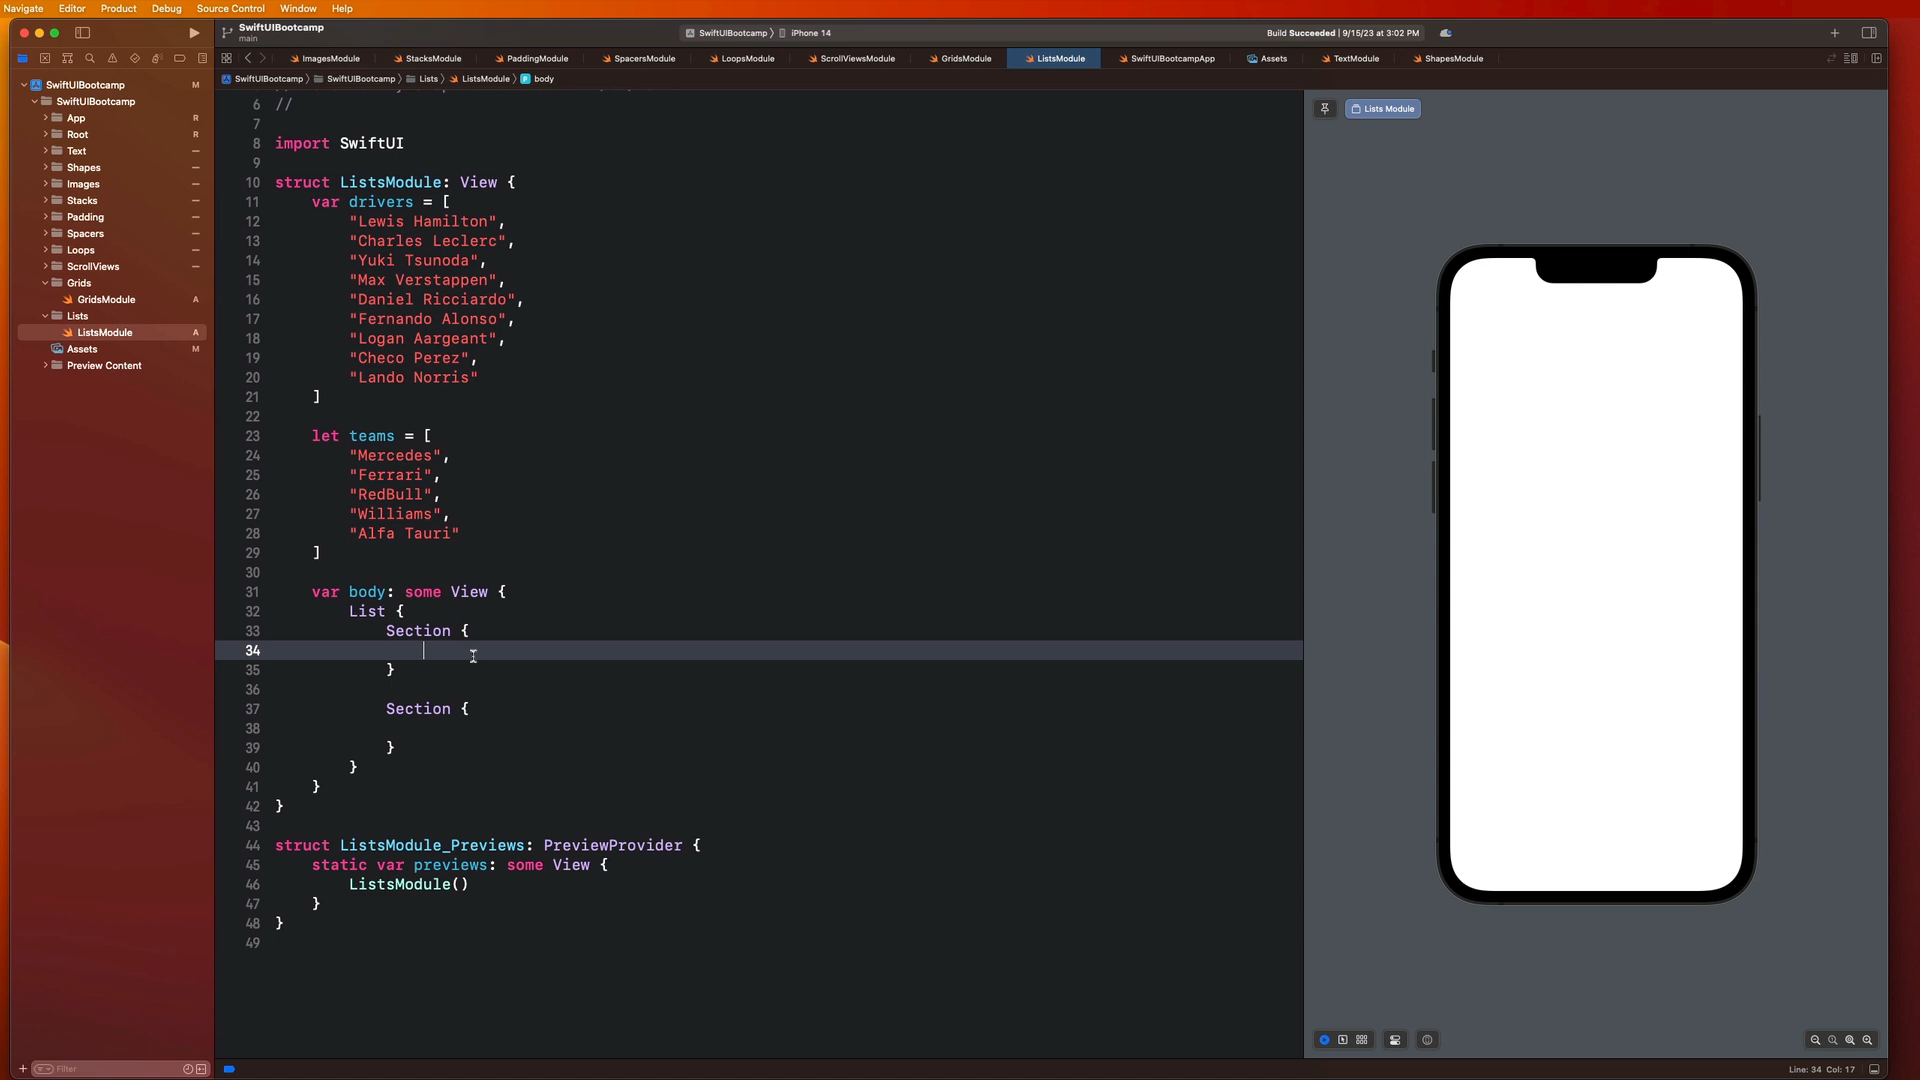 Navigate Editor Product Debug Source Control Window Help
SwiftUIBootcamp
main
SwiftUIBootcamp 〉 iPhone 14
Build Succeeded | 9/15/23 at 3:02 PM
ImagesModule StacksModule PaddingModule SpacersModule LoopsModule ScrollViewsModule GridsModule ListsModule SwiftUIBootcampApp Assets TextModule ShapesModule
SwiftUIBootcamp 〉 SwiftUIBootcamp 〉 Lists 〉 ListsModule 〉 body
SwiftUIBootcamp M
SwiftUIBootcamp
App R
Root R
Text
Shapes
Images
Stacks
Padding
Spacers
Loops
ScrollViews
Grids
GridsModule A
Lists
ListsModule A
Assets M
Preview Content
Filter
6 //
7
8 import SwiftUI
9
10 struct ListsModule: View {
11 var drivers = [
12 "Lewis Hamilton",
13 "Charles Leclerc",
14 "Yuki Tsunoda",
15 "Max Verstappen",
16 "Daniel Ricciardo",
17 "Fernando Alonso",
18 "Logan Aargeant",
19 "Checo Perez",
20 "Lando Norris"
21 ]
22
23 let teams = [
24 "Mercedes",
25 "Ferrari",
26 "RedBull",
27 "Williams",
28 "Alfa Tauri"
29 ]
30
31 var body: some View {
32 List {
33 Section {
34
35 }
36
37 Section {
38
39 }
40 }
41 }
42 }
43
44 struct ListsModule_Previews: PreviewProvider {
45 static var previews: some View {
46 ListsModule()
47 }
48 }
49
Lists Module
Line: 34 Col: 17